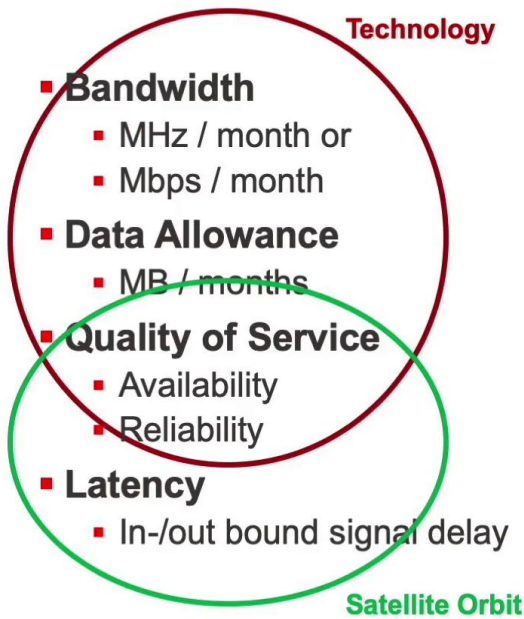 Technology
Bandwidth
MHz / month or
Mbps / month
Data Allowance
MB / months
Quality of Service
Availability
Reliability
Latency
In-/out bound signal delay
Satellite Orbit